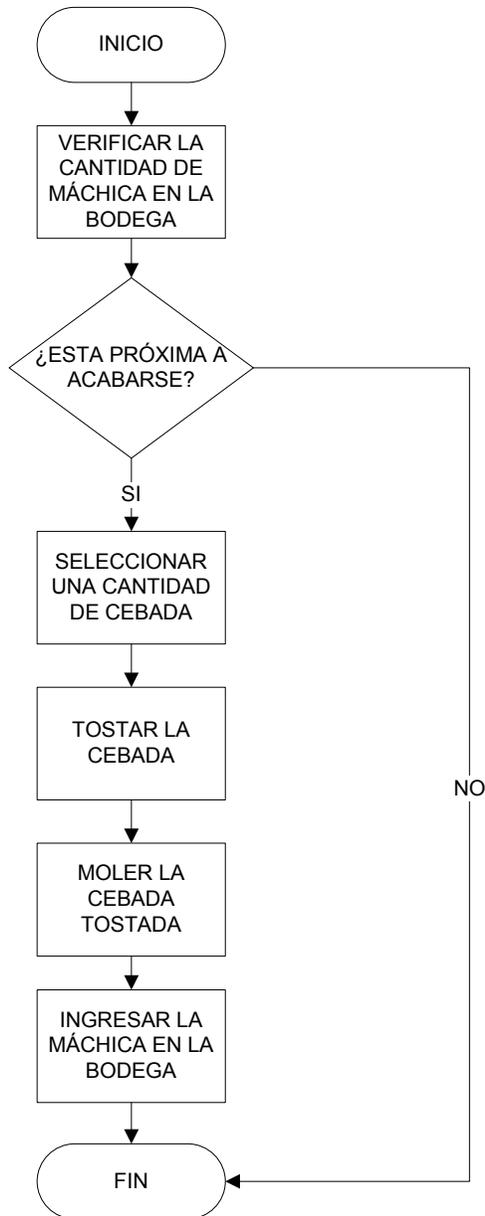 INICIO
VERIFICAR LA
CANTIDAD DE
MÁCHICA EN LA
BODEGA
¿ESTA PRÓXIMA A
ACABARSE?
SI
SELECCIONAR
UNA CANTIDAD
DE CEBADA
TOSTAR LA
CEBADA
NO
MOLER LA
CEBADA
TOSTADA
INGRESAR LA
MÁCHICA EN LA
BODEGA
FIN